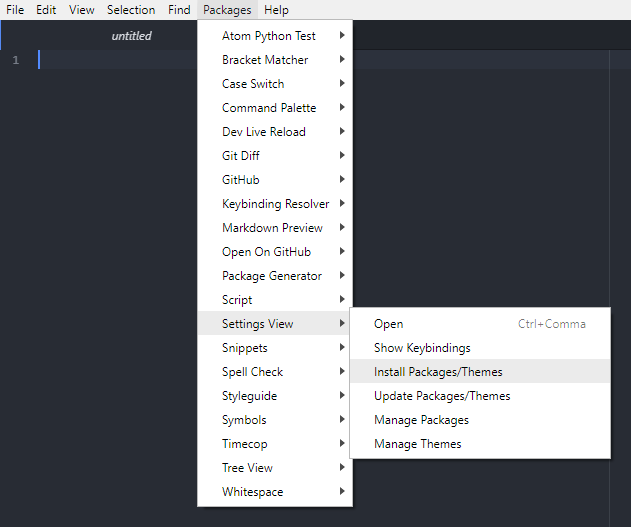 File Edit View Selection Find Packages Help
untitled
1
Atom Python Test
Bracket Matcher
Case Switch
Command Palette
Dev Live Reload
Git Diff
GitHub
Keybinding Resolver
Markdown Preview
Open On GitHub
Package Generator
Script
Settings View
Snippets
Spell Check
Styleguide
Symbols
Timecop
Tree View
Whitespace
Open Ctrl+Comma
Show Keybindings
Install Packages/Themes
Update Packages/Themes
Manage Packages
Manage Themes